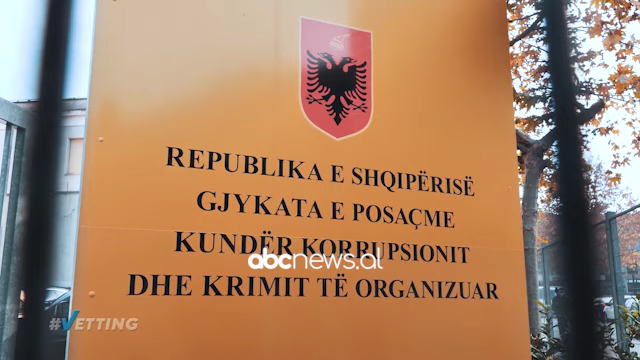 REPUBLIKA E SHQIPËRISË
GJYKATA E POSAÇME
KUNDËR KORRUPSIONIT
abcnews.al
DHE KRIMIT TË ORGANIZUAR
#VETTING